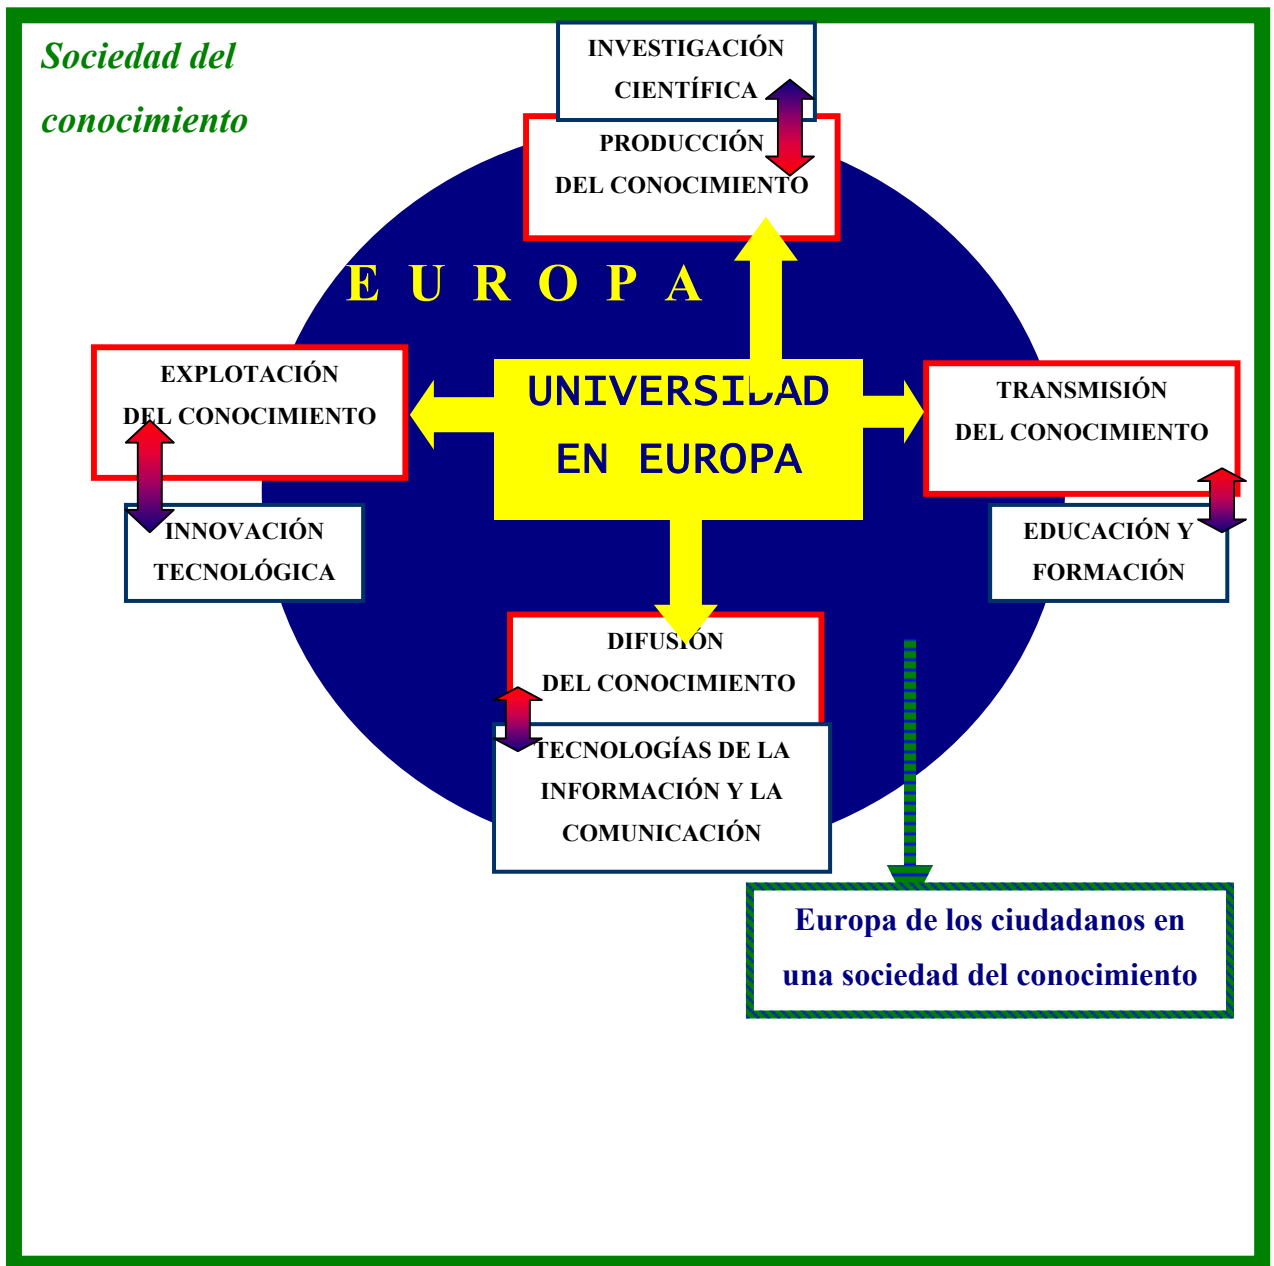 Sociedad del
conocimiento
INVESTIGACIÓN
CIENTÍFICA
PRODUCCIÓN
DEL CONOCIMIENTO
E U R O P A
EXPLOTACIÓN
DEL CONOCIMIENTO
INNOVACIÓN
TECNOLÓGICA
UNIVERSIDAD
EN EUROPA
TRANSMISIÓN
DEL CONOCIMIENTO
EDUCACIÓN Y
FORMACIÓN
DIFUSIÓN
DEL CONOCIMIENTO
TECNOLOGÍAS DE LA
INFORMACIÓN Y LA
COMUNICACIÓN
Europa de los ciudadanos en
una sociedad del conocimiento